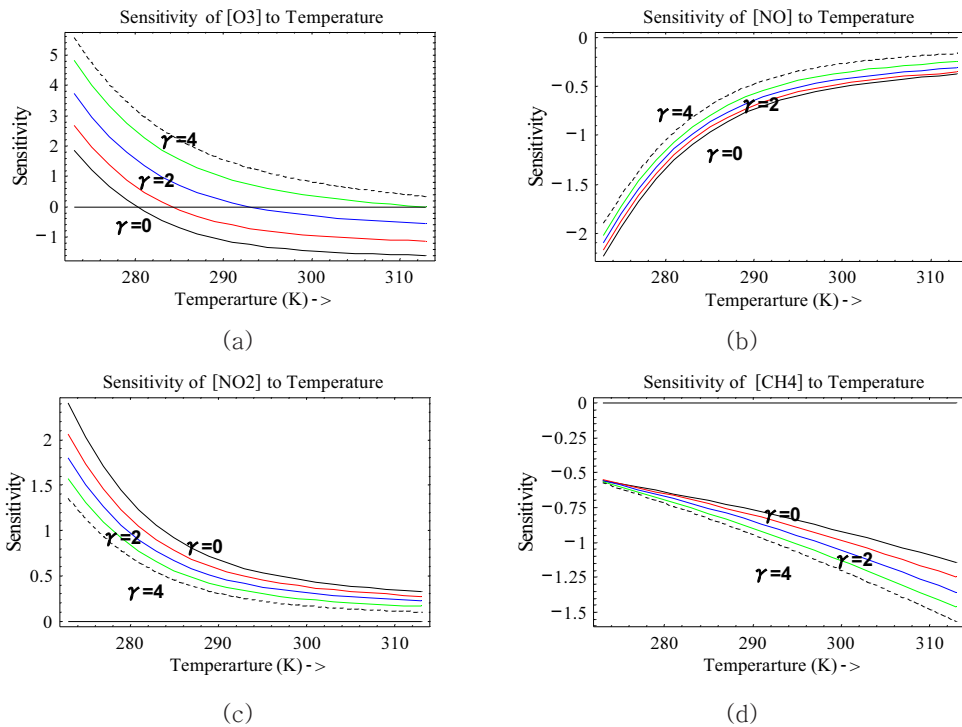 Sensitivity of [O3] to Temperature
Sensitivity
5
4
3
2
1
0
−1
γ=4
γ=2
γ=0
280
290
300
310
Temperarture (K) ->
(a)
Sensitivity of [NO] to Temperature
Sensitivity
0
−0.5
−1
−1.5
−2
γ=4
γ=2
γ=0
280
290
300
310
Temperarture (K) ->
(b)
Sensitivity of [NO2] to Temperature
Sensitivity
2
1.5
1
0.5
0
γ=0
γ=2
γ=4
280
290
300
310
Temperarture (K) ->
(c)
Sensitivity of [CH4] to Temperature
Sensitivity
0
−0.25
−0.5
−0.75
−1
−1.25
−1.5
γ=0
γ=2
γ=4
280
290
300
310
Temperarture (K) ->
(d)